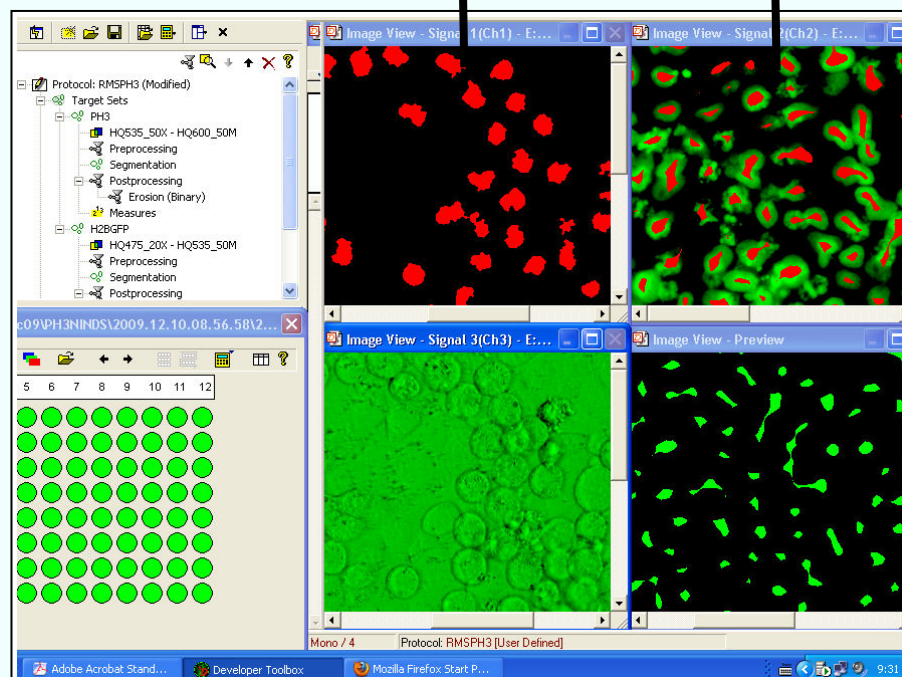 Image View - Signal 1(Ch1) - E:...
Image View - Signal 2(Ch2) - E:...
Protocol: RMSPH3 (Modified)
Target Sets
PH3
HQ535_50X - HQ600_50M
Preprocessing
Segmentation
Postprocessing
Erosion (Binary)
Measures
H2BGFP
HQ475_20X - HQ535_50M
Preprocessing
Segmentation
Postprocessing
c09\PH3NINDS\2009.12.10.08.56.58\2...
5 6 7 8 9 10 11 12
Image View - Signal 3(Ch3) - E:...
Image View - Preview
Mono / 4
Protocol: RMSPH3 [User Defined]
Adobe Acrobat Stand...
Developer Toolbox
Mozilla Firefox Start P...
9:31